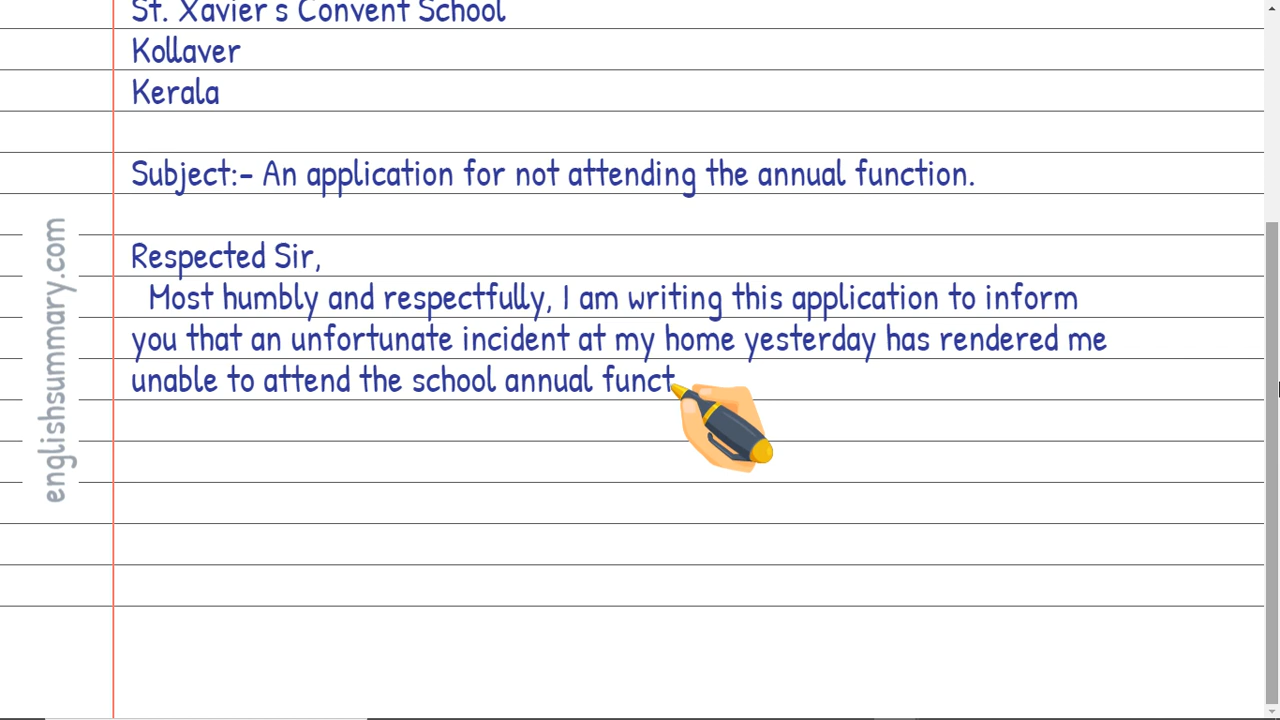 St. Xavier's Convent School
Kollaver
Kerala
Subject:- An application for not attending the annual function.
Respected Sir,
Most humbly and respectfully, I am writing this application to inform
you that an unfortunate incident at my home yesterday has rendered me
unable to attend the school annual funct
englishsummary.com